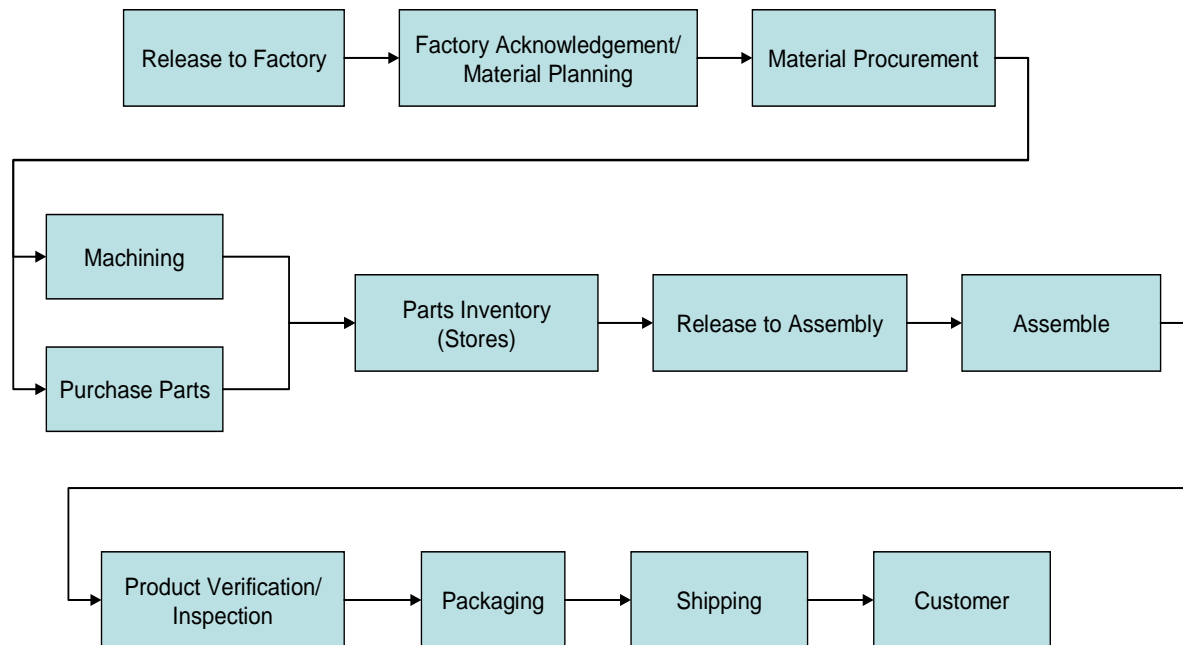 Release to Factory
Factory Acknowledgement/
Material Planning
Material Procurement
Machining
Purchase Parts
Parts Inventory
(Stores)
Release to Assembly
Assemble
Product Verification/
Inspection
Packaging
Shipping
Customer